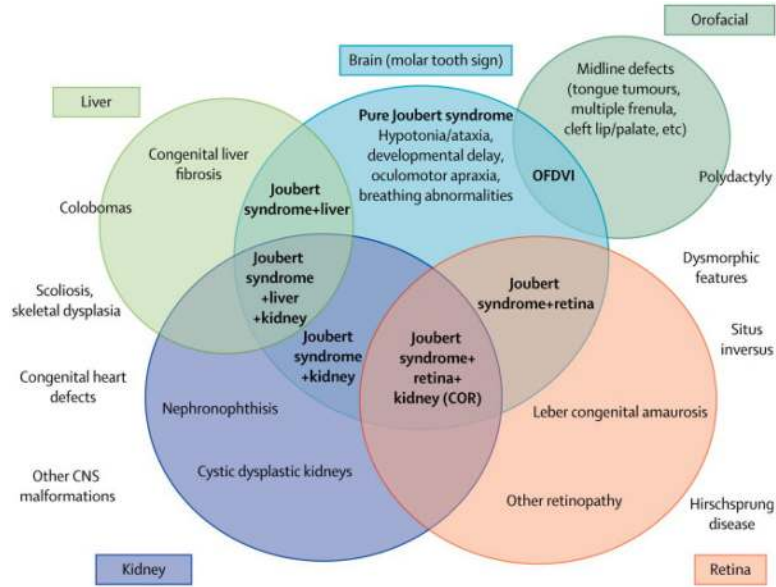 Orofacial
Brain (molar tooth sign)
Midline defects
(tongue tumours,
multiple frenula,
cleft lip/palate, etc)
Liver
Pure Joubert syndrome
Hypotonia/ataxia,
developmental delay,
oculomotor apraxia,
breathing abnormalities
Congenital liver
fibrosis
OFDVI
Polydactyly
Joubert
syndrome+liver
Colobomas
Dysmorphic
features
Joubert
syndrome
+liver
+kidney
Joubert
syndrome+retina
Scoliosis,
skeletal dysplasia
Situs
inversus
Joubert
syndrome
+kidney
Joubert
syndrome+
retina+
kidney (COR)
Congenital heart
defects
Nephronophthisis
Leber congenital amaurosis
Other CNS
malformations
Cystic dysplastic kidneys
Other retinopathy
Hirschsprung
disease
Kidney
Retina